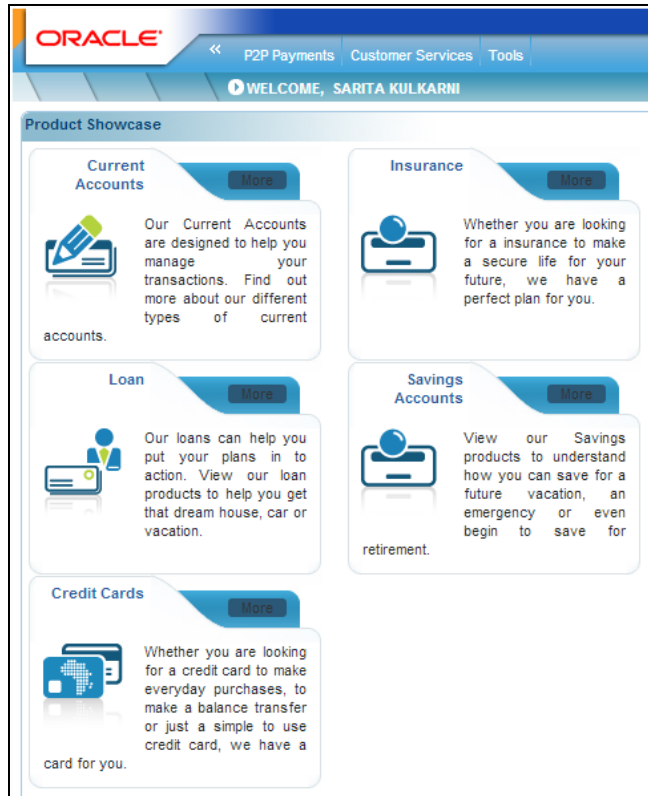 ORACLE
« P2P Payments Customer Services Tools
WELCOME, SARITA KULKARNI
Product Showcase
Current
Accounts
More
Our Current Accounts
are designed to help you
manage your
transactions. Find out
more about our different
types of current
accounts.
Insurance
More
Whether you are looking
for a insurance to make
a secure life for your
future, we have a
perfect plan for you.
Loan
More
Our loans can help you
put your plans in to
action. View our loan
products to help you get
that dream house, car or
vacation.
Savings
Accounts
More
View our Savings
products to understand
how you can save for a
future vacation, an
emergency or even
begin to save for
retirement.
Credit Cards
More
Whether you are looking
for a credit card to make
everyday purchases, to
make a balance transfer
or just a simple to use
credit card, we have a
card for you.